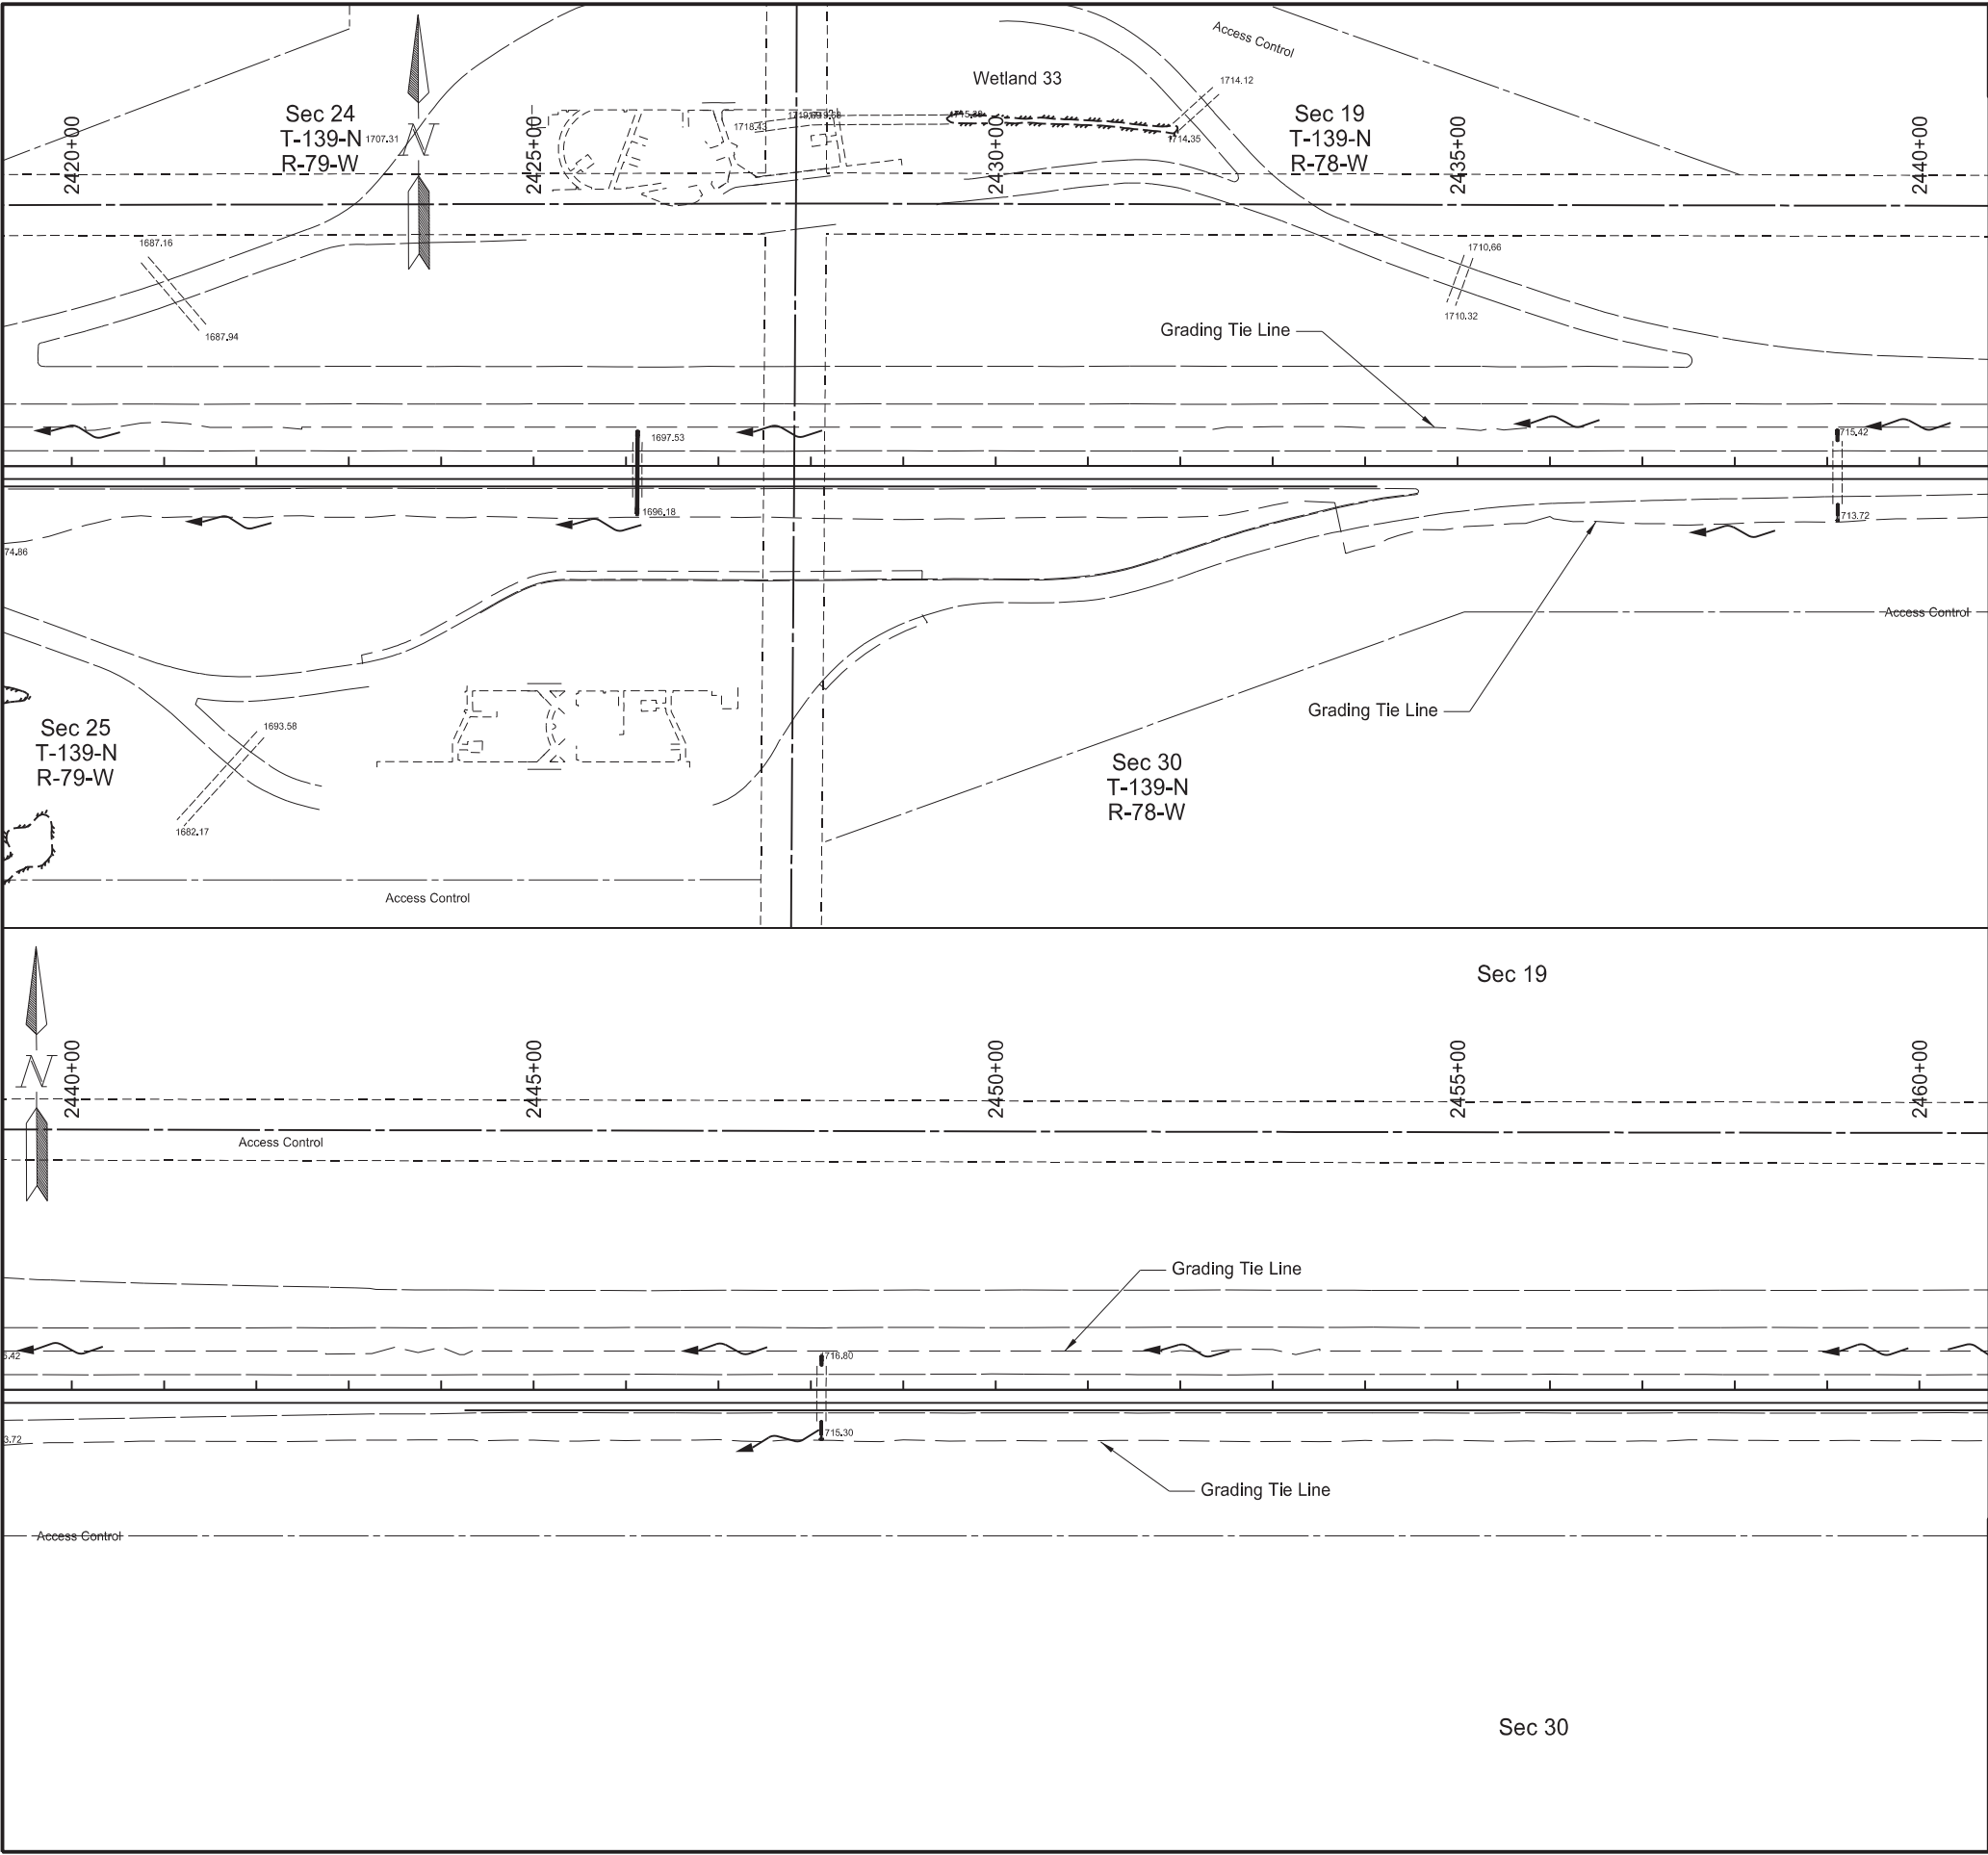 Access Control
Wetland 33
1714.12
Sec 24
T-139-N
R-79-W
1707.31
N
1718.43
1714.35
Sec 19
T-139-N
R-78-W
2420+00
2425+00
2430+00
2435+00
2440+00
1687.16
1687.94
1710.66
1710.32
Grading Tie Line
1697.53
1696.18
715.42
713.72
74.86
Access Control
Grading Tie Line
Sec 25
T-139-N
R-79-W
1693.58
1682.17
Sec 30
T-139-N
R-78-W
Access Control
Sec 19
N
2440+00
2445+00
2450+00
2455+00
2460+00
Access Control
Grading Tie Line
5.42
1716.80
3.72
715.30
Grading Tie Line
Access Control
Sec 30